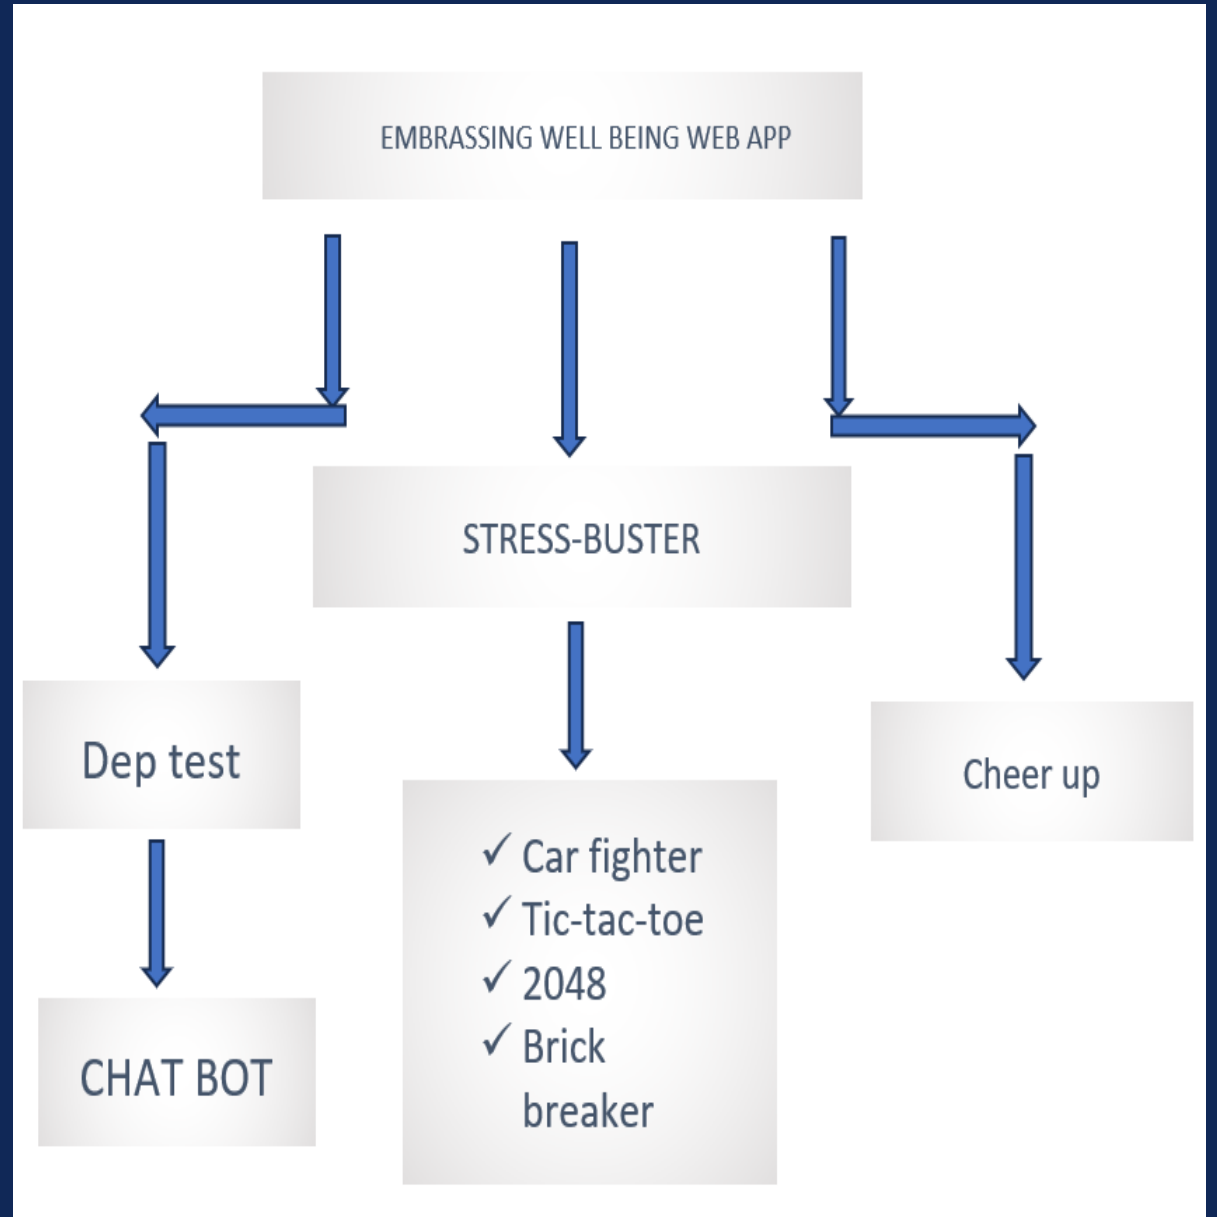 EMBRASSING WELL BEING WEB APP
STRESS-BUSTER
Dep test
Cheer up
✓ Car fighter
✓ Tic-tac-toe
✓ 2048
✓ Brick
breaker
CHAT BOT